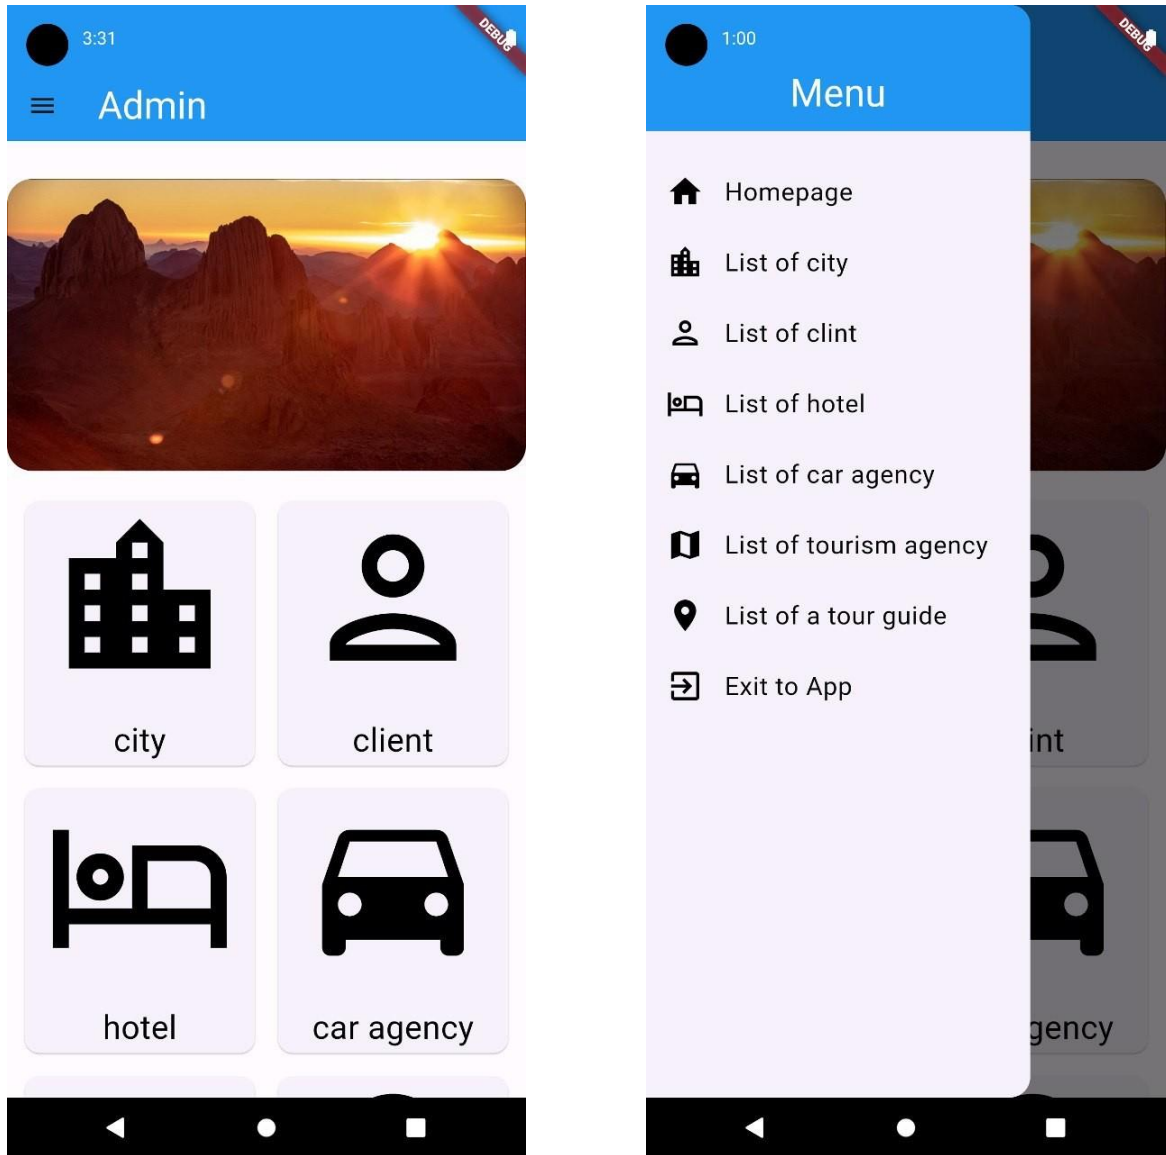 3:31
DEBUG
Admin
city
client
hotel
car agency
1:00
DEBUG
Menu
Homepage
List of city
List of clint
List of hotel
List of car agency
List of tourism agency
List of a tour guide
Exit to App
int
gency